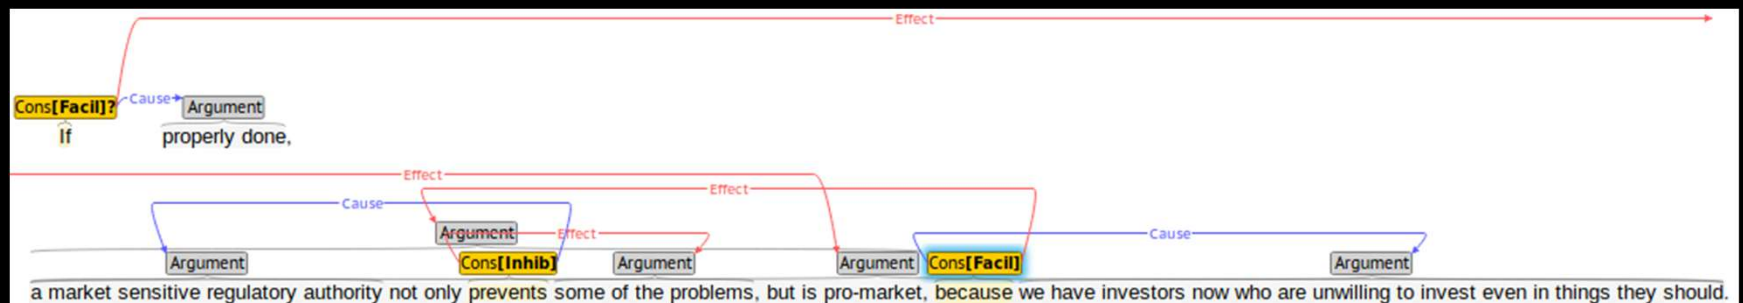 Effect
Cons[Facil]? Cause Argument
If properly done,
Effect
Effect
Cause
Argument Effect Cause
Argument Cons[Inhib] Argument Argument Cons[Facil] Argument
a market sensitive regulatory authority not only prevents some of the problems, but is pro-market, because we have investors now who are unwilling to invest even in things they should.